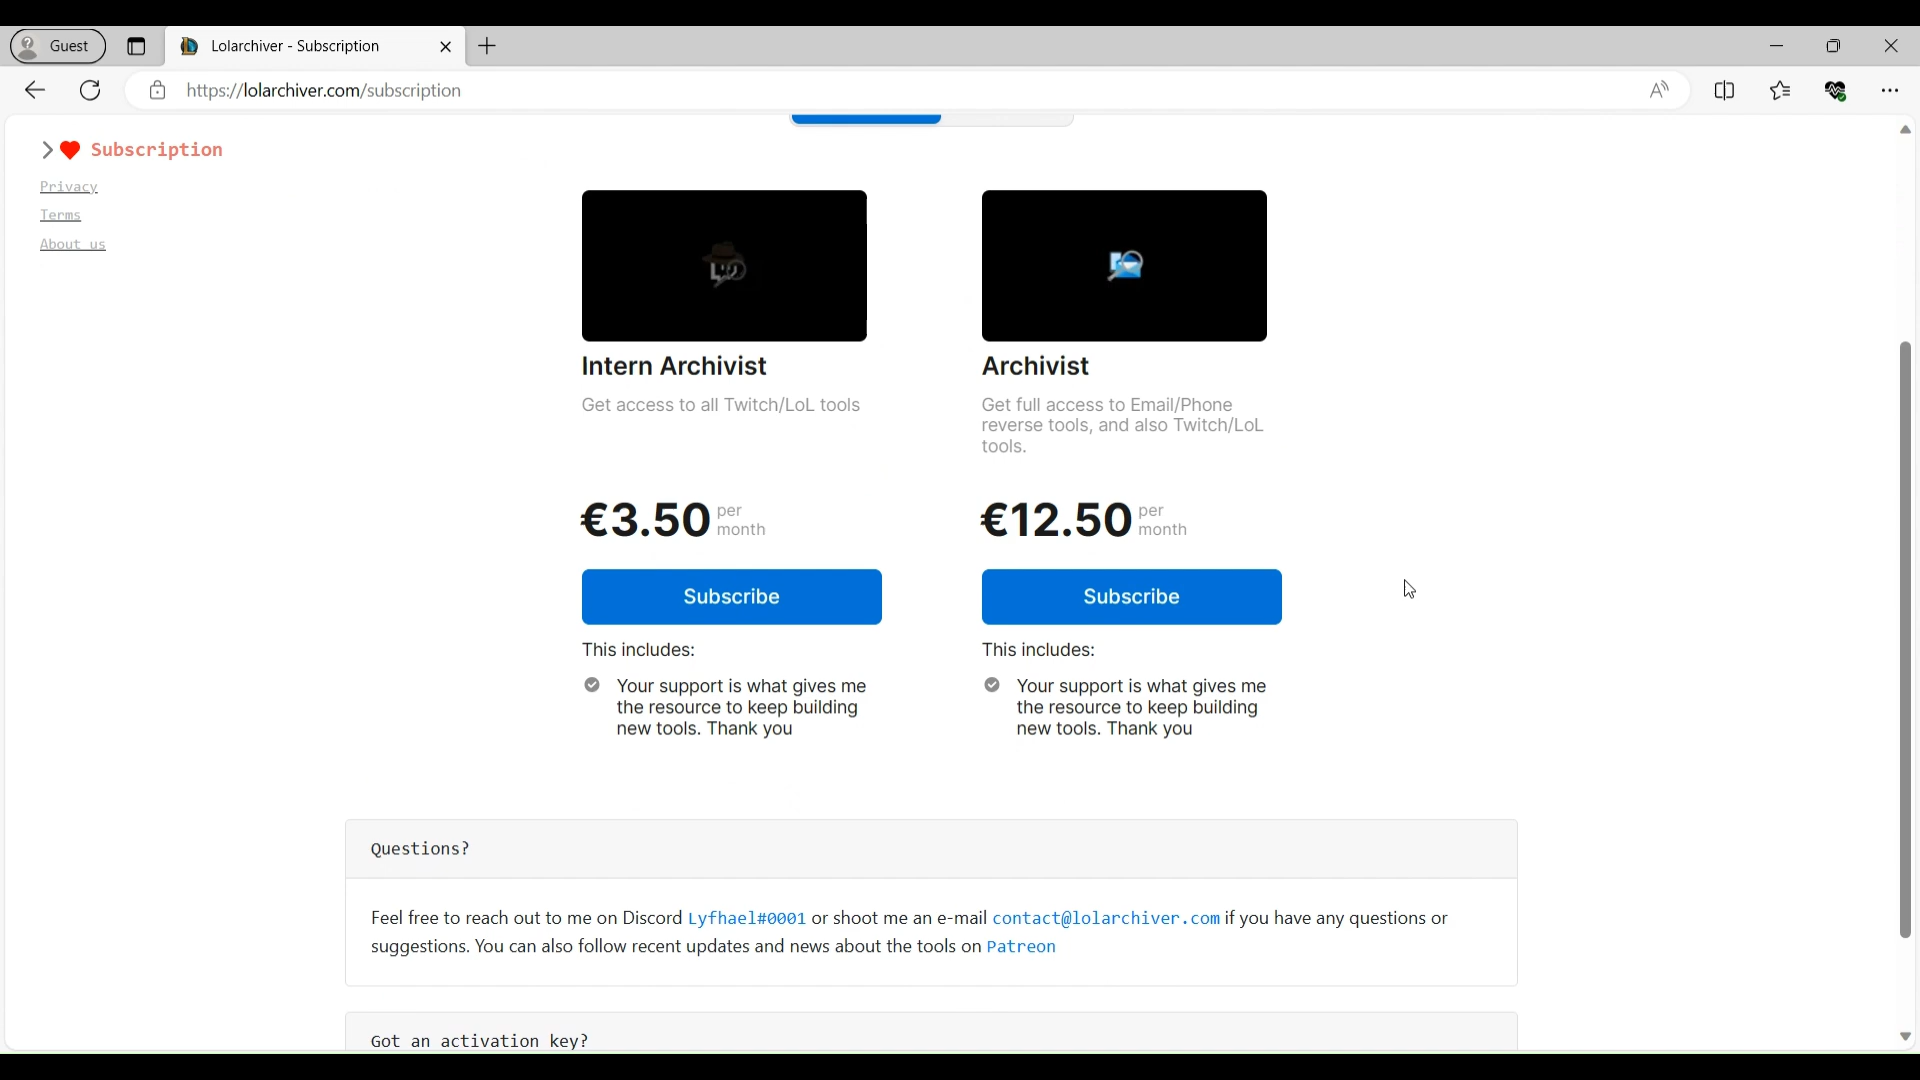 Guest
Lolarchiver - Subscription
https://lolarchiver.com/subscription
Subscription
Privacy
Terms
About us
Intern Archivist
Get access to all Twitch/LoL tools
€3.50 per month
Subscribe
This includes:
Your support is what gives me
the resource to keep building
new tools. Thank you
Archivist
Get full access to Email/Phone
reverse tools, and also Twitch/LoL
tools.
€12.50 per month
Subscribe
This includes:
Your support is what gives me
the resource to keep building
new tools. Thank you
Questions?
Feel free to reach out to me on Discord Lyfhael#0001 or shoot me an e-mail contact@lolarchiver.com if you have any questions or
suggestions. You can also follow recent updates and news about the tools on Patreon
Got an activation key?